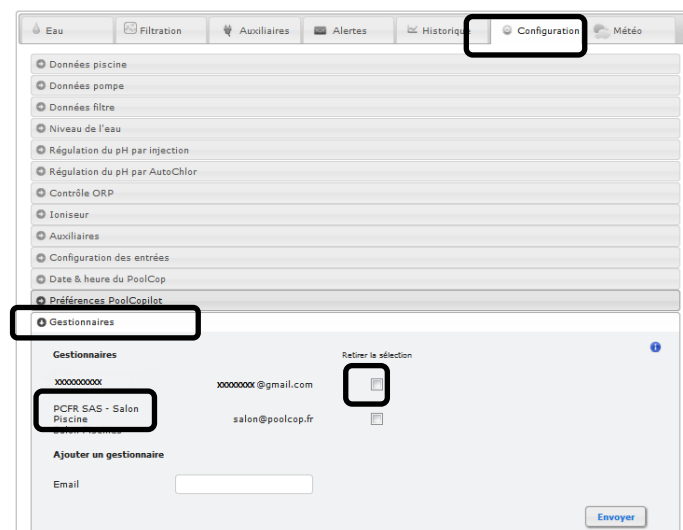 Eau Filtration Auxiliaires Alertes Historique Configuration Météo
Données piscine
Données pompe
Données filtre
Niveau de l'eau
Régulation du pH par injection
Régulation du pH par AutoChlor
Contrôle ORP
Ioniseur
Auxiliaires
Configuration des entrées
Date & heure du PoolCop
Préférences PoolCopilot
Gestionnaires
Gestionnaires Retirer la sélection
xxxxxxxxxx xxxxxxxx @gmail.com
PCFR SAS - Salon
Piscine salon@poolcop.fr
Ajouter un gestionnaire
Email
Envoyer